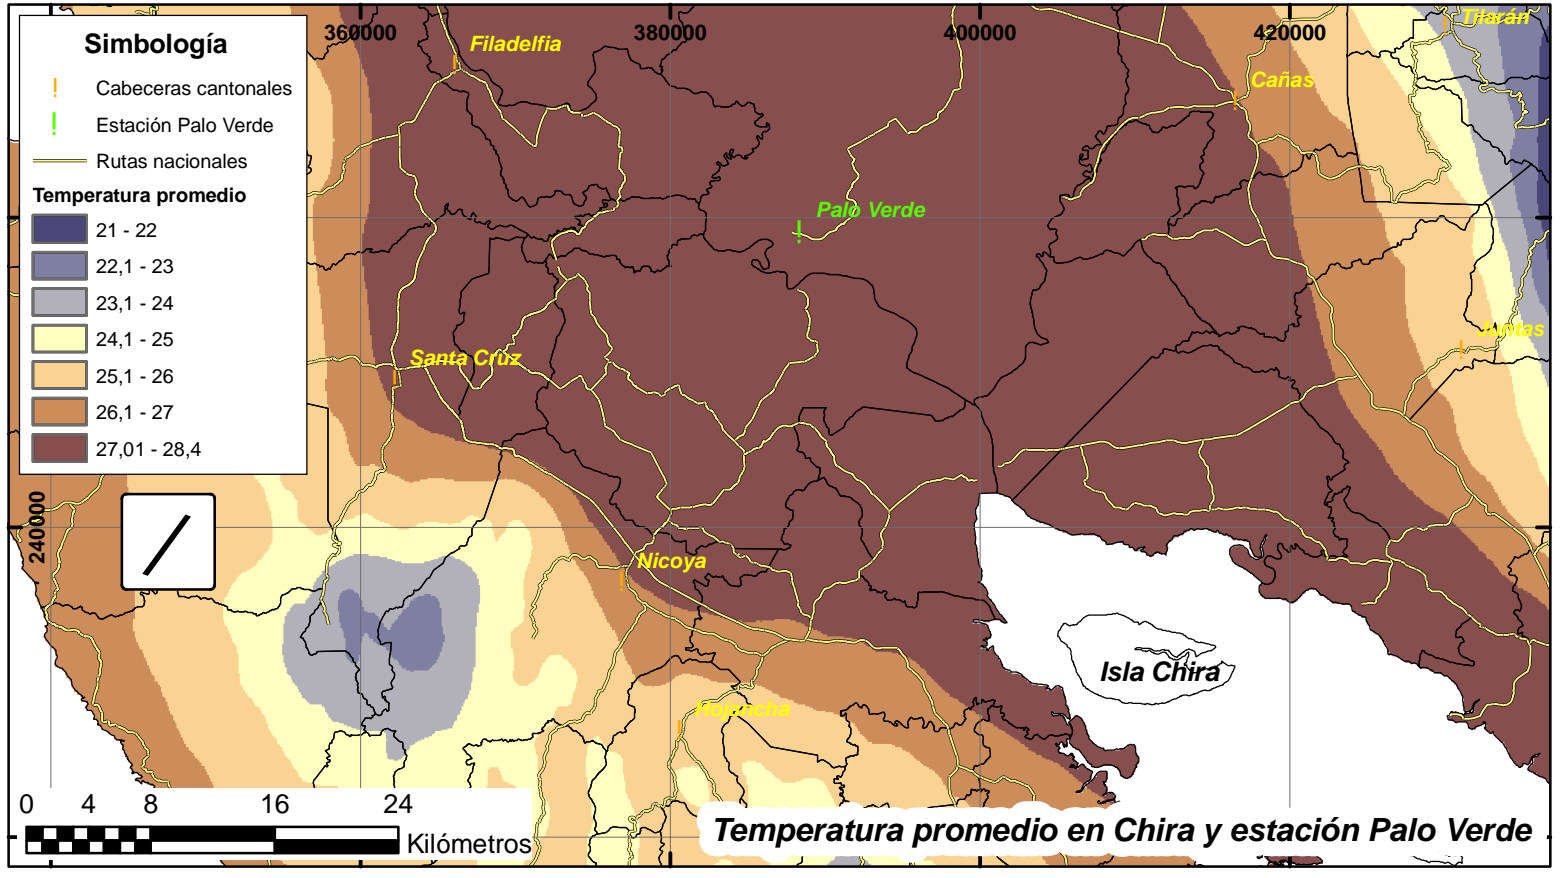 Simbología
Cabeceras cantonales
Estación Palo Verde
Rutas nacionales
Temperatura promedio
21 - 22
22,1 - 23
23,1 - 24
24,1 - 25
25,1 - 26
26,1 - 27
27,01 - 28,4
360000
380000
400000
420000
Tilarán
Filadelfia
Cañas
Palo Verde
Juntas
Santa Cruz
240000
Nicoya
Isla Chira
Hojancha
0 4 8 16 24
Kilómetros
Temperatura promedio en Chira y estación Palo Verde